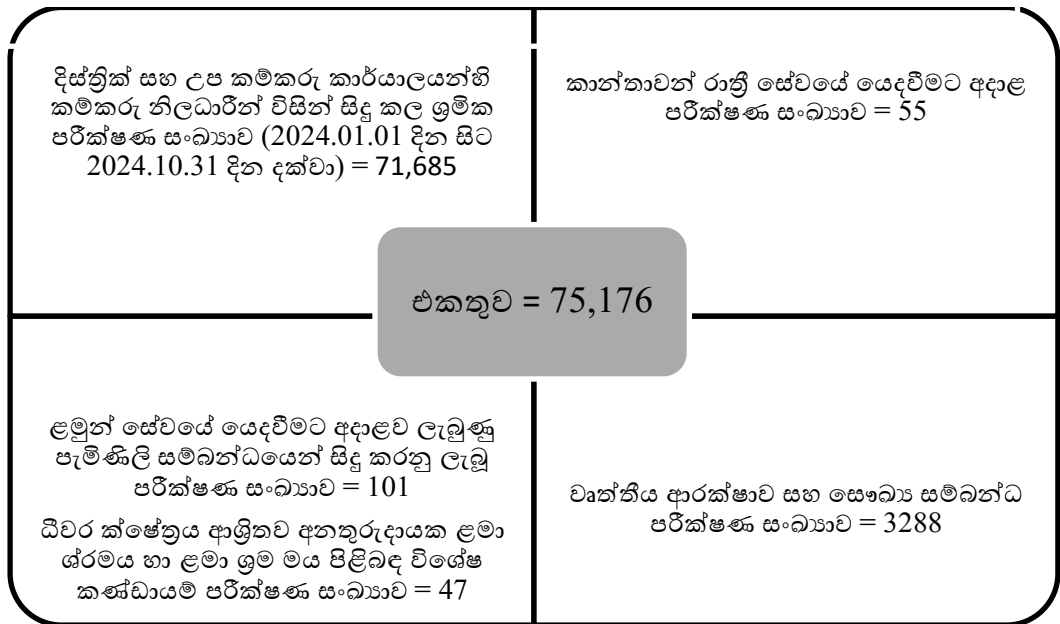 දිස්ත්‍රික් සහ උප කම්කරු කාර්යාලයන්හි
කම්කරු නිලධාරීන් විසින් සිදු කල ශ්‍රමික
පරීක්ෂණ සංඛ්‍යාව (2024.01.01 දින සිට
2024.10.31 දින දක්වා) = 71,685
කාන්තාවන් රාත්‍රී සේවයේ යෙදවීමට අදාළ
පරීක්ෂණ සංඛ්‍යාව = 55
එකතුව = 75,176
ළමුන් සේවයේ යෙදවීමට අදාළව ලැබුණු
පැමිණිලි සම්බන්ධයෙන් සිදු කරනු ලැබූ
පරීක්ෂණ සංඛ්‍යාව = 101
ධීවර ක්ෂේත්‍රය ආශ්‍රිතව අනතුරුදායක ළමා
ශ්රමය හා ළමා ශ්‍රම මය පිළිබඳ විශේෂ
කණ්ඩායම් පරීක්ෂණ සංඛ්‍යාව = 47
වෘත්තීය ආරක්ෂාව සහ සෞඛ්‍ය සම්බන්ධ
පරීක්ෂණ සංඛ්‍යාව = 3288